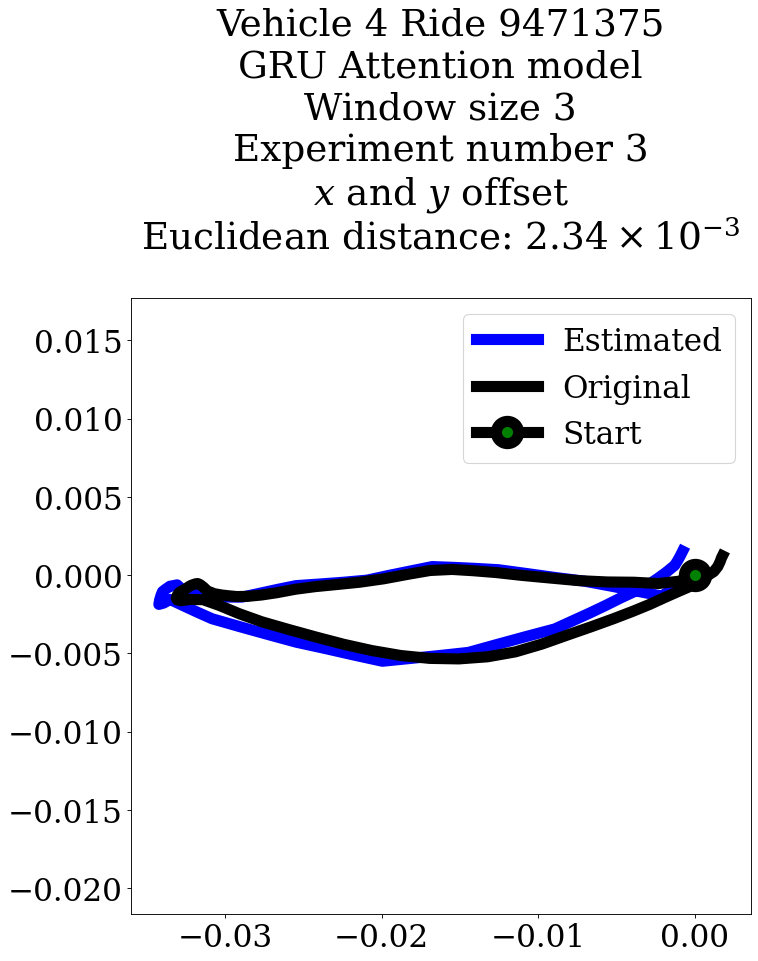 Vehicle 4 Ride 9471375
GRU Attention model
Window size 3
Experiment number 3
x and y offset
Euclidean distance: 2.34 × 10⁻³
Estimated
Original
Start
0.015
0.010
0.005
0.000
−0.005
−0.010
−0.015
−0.020
−0.03 −0.02 −0.01 0.00